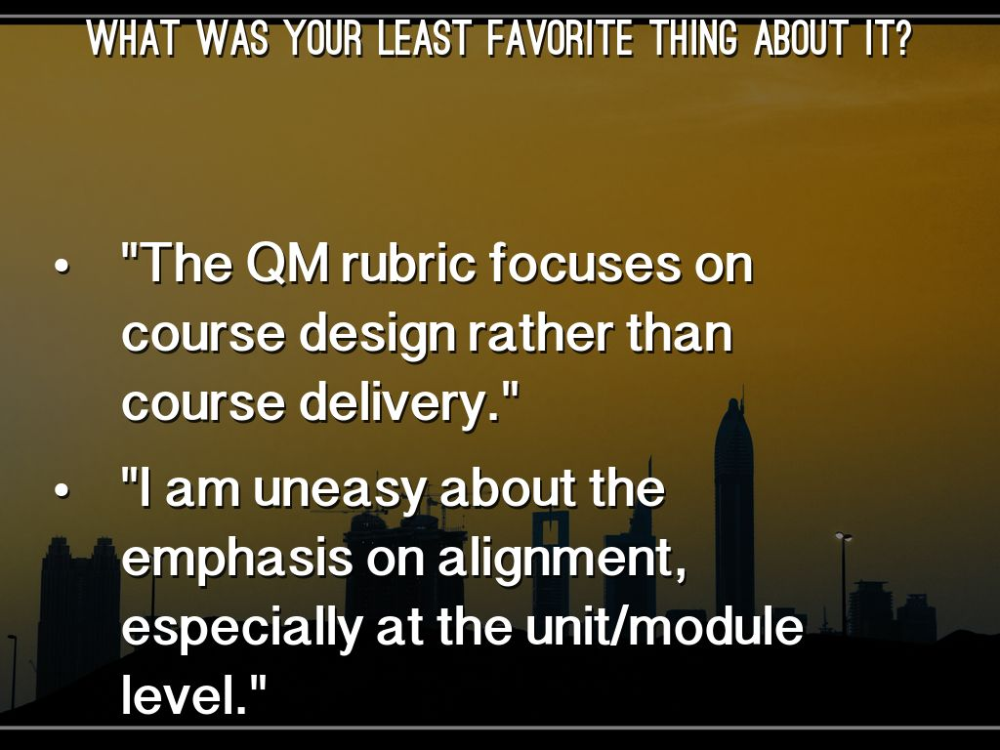 WHAT WAS YOUR LEAST FAVORITE THING ABOUT IT?
• "The QM rubric focuses on
course design rather than
course delivery."
• "I am uneasy about the
emphasis on alignment,
especially at the unit/module
level."